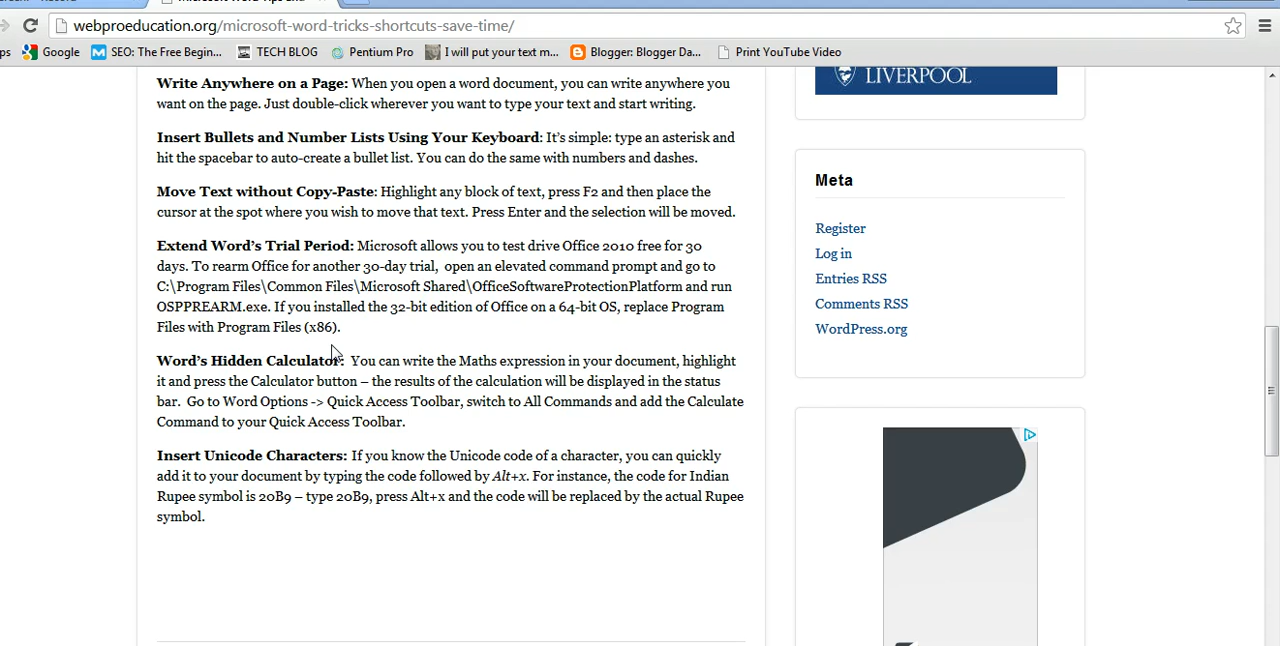 webproeducation.org/microsoft-word-tricks-shortcuts-save-time/
ps Google SEO: The Free Begin... TECH BLOG Pentium Pro I will put your text m... Blogger: Blogger Da... Print YouTube Video
Write Anywhere on a Page: When you open a word document, you can write anywhere you
want on the page. Just double-click wherever you want to type your text and start writing.
Insert Bullets and Number Lists Using Your Keyboard: It's simple: type an asterisk and
hit the spacebar to auto-create a bullet list. You can do the same with numbers and dashes.
Move Text without Copy-Paste: Highlight any block of text, press F2 and then place the
cursor at the spot where you wish to move that text. Press Enter and the selection will be moved.
Extend Word's Trial Period: Microsoft allows you to test drive Office 2010 free for 30
days. To rearm Office for another 30-day trial, open an elevated command prompt and go to
C:\Program Files\Common Files\Microsoft Shared\OfficeSoftwareProtectionPlatform and run
OSPPREARM.exe. If you installed the 32-bit edition of Office on a 64-bit OS, replace Program
Files with Program Files (x86).
Word's Hidden Calculator: You can write the Maths expression in your document, highlight
it and press the Calculator button – the results of the calculation will be displayed in the status
bar. Go to Word Options -> Quick Access Toolbar, switch to All Commands and add the Calculate
Command to your Quick Access Toolbar.
Insert Unicode Characters: If you know the Unicode code of a character, you can quickly
add it to your document by typing the code followed by Alt+x. For instance, the code for Indian
Rupee symbol is 20B9 – type 20B9, press Alt+x and the code will be replaced by the actual Rupee
symbol.
LIVERPOOL
Meta
Register
Log in
Entries RSS
Comments RSS
WordPress.org